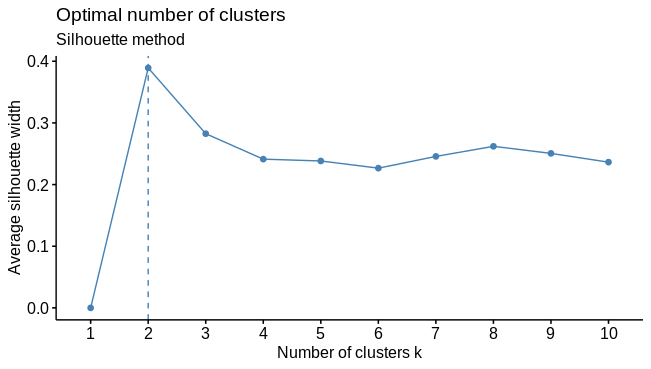 Optimal number of clusters
Silhouette method
Average silhouette width
0.4
0.3
0.2
0.1
0.0
1 2 3 4 5 6 7 8 9 10
Number of clusters k